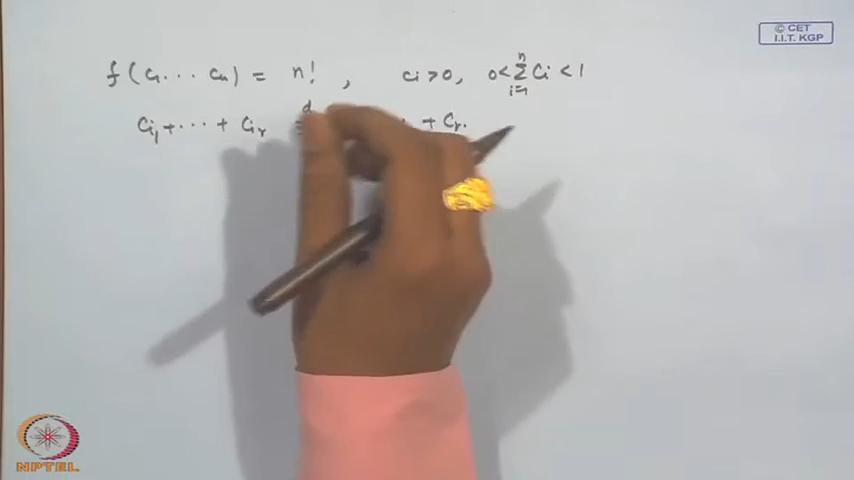 © CET
I.I.T. KGP
f(c₁ ... cₙ) = n! , cᵢ > 0, 0 < Σᵢ₌₁ⁿ cᵢ < 1
cᵢ₁ + ... + cᵢᵣ d + cᵣ.
NPTEL